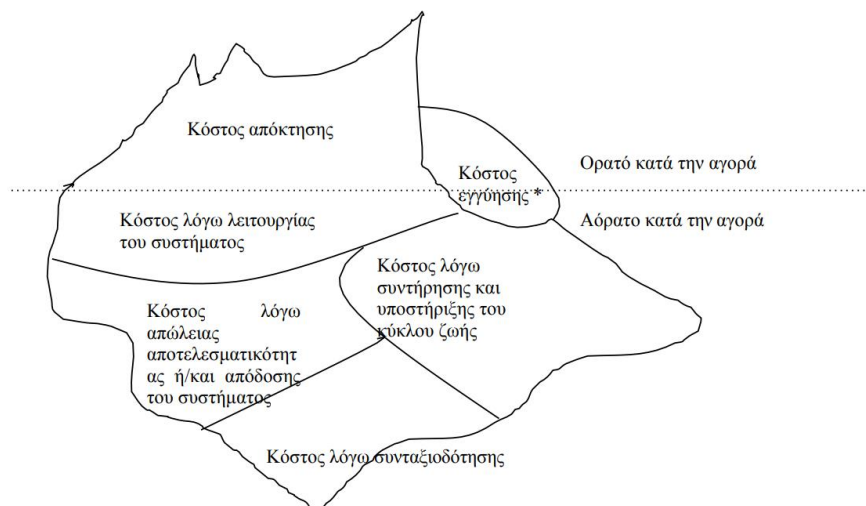 Κόστος απόκτησης
Ορατό κατά την αγορά
Κόστος
εγγύησης *
Κόστος λόγω λειτουργίας
του συστήματος
Αόρατο κατά την αγορά
Κόστος λόγω
συντήρησης και
υποστήριξης του
κύκλου ζωής
Κόστος λόγω
απώλειας
αποτελεσματικότητ
ας ή/και απόδοσης
του συστήματος
Κόστος λόγω συνταξιοδότησης